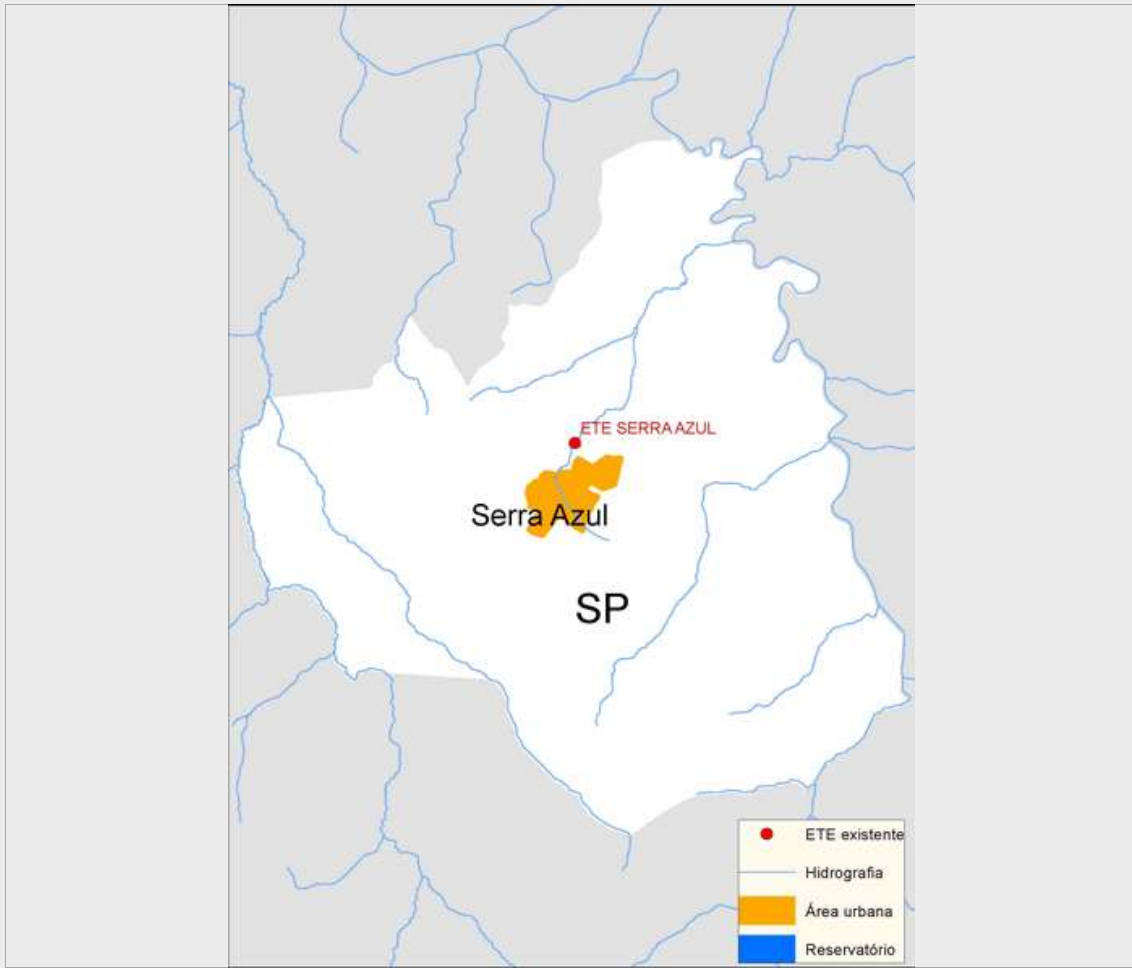 ETE SERRA AZUL
Serra Azul
SP
ETE existente
Hidrografia
Área urbana
Reservatório